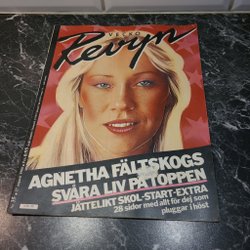 VECKO
Revyn
AGNETHA FÄLTSKOGS
SVÅRA LIV PÅ TOPPEN
JÄTTELIKT SKOL-START-EXTRA
28 sidor med allt för dej som
pluggar i höst